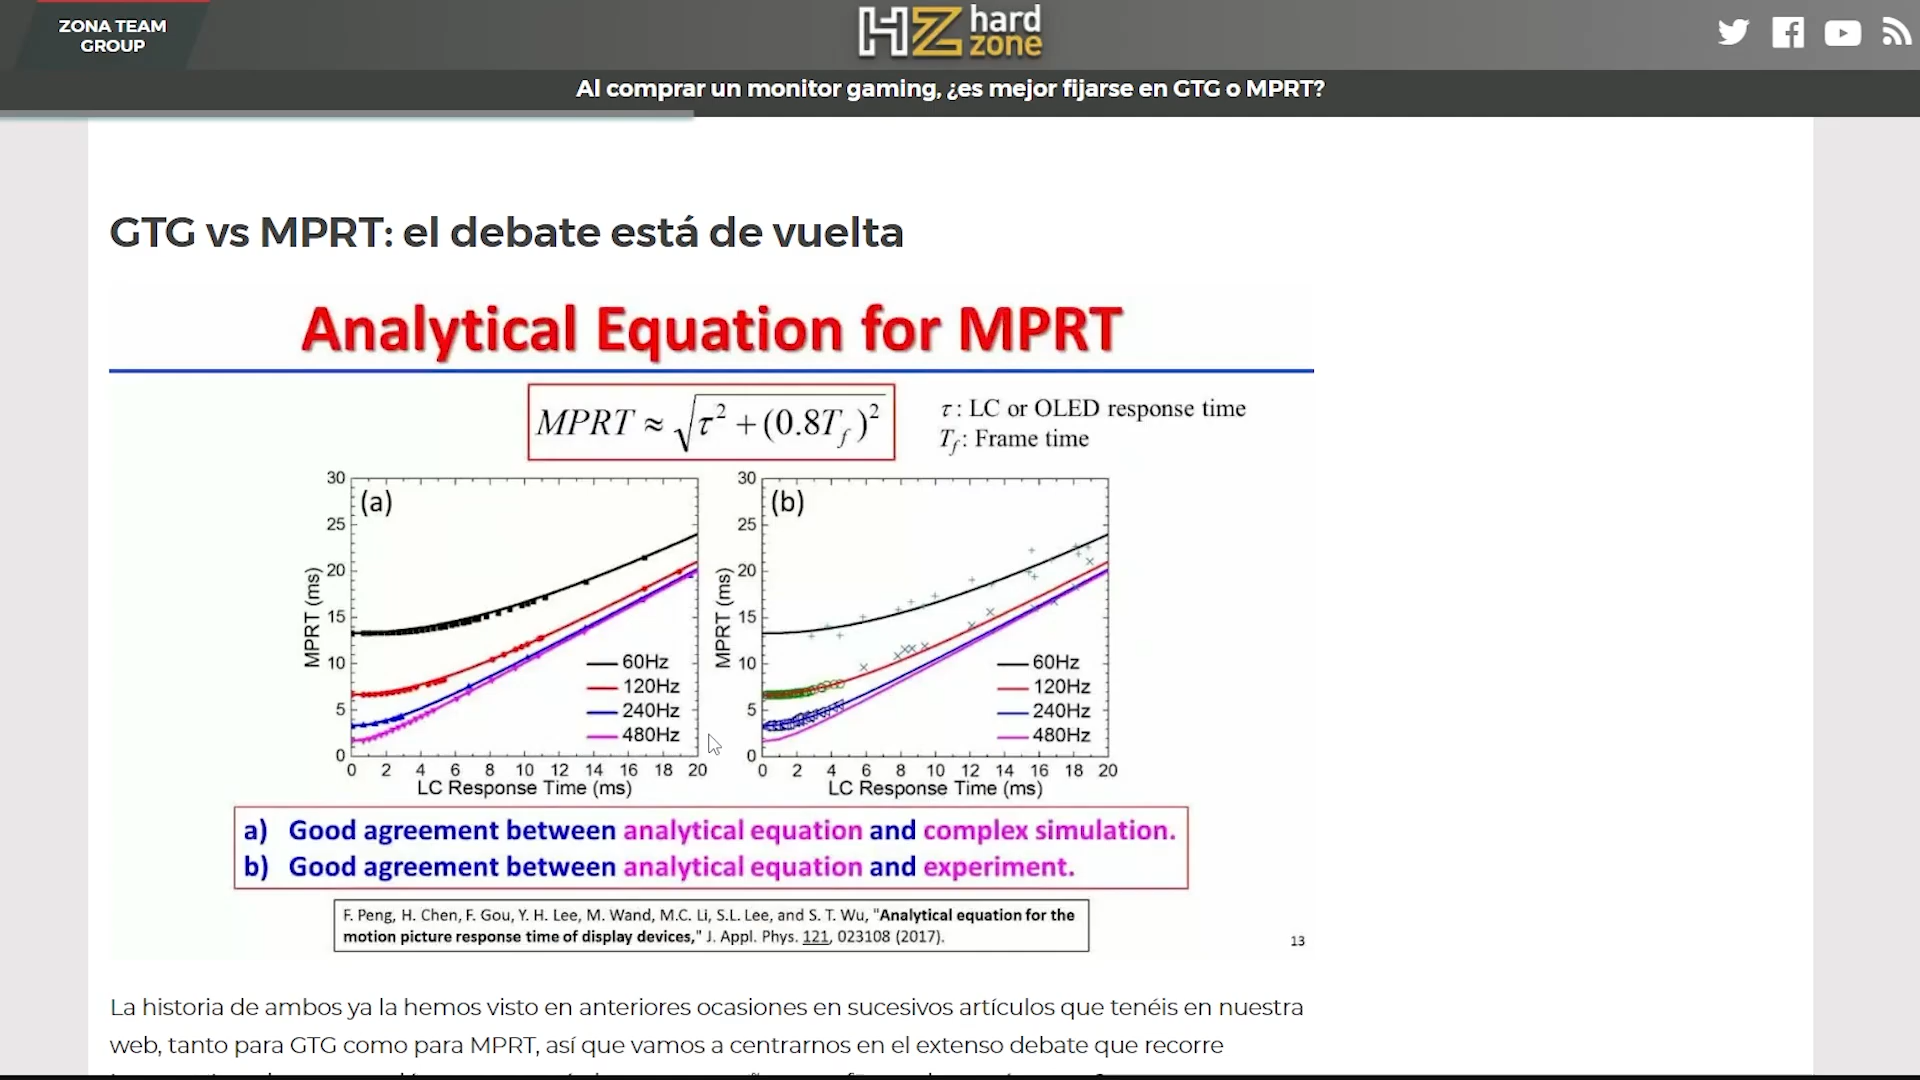 ZONA TEAM
GROUP
HZ hard
zone
Al comprar un monitor gaming, ¿es mejor fijarse en GTG o MPRT?
GTG vs MPRT: el debate está de vuelta
Analytical Equation for MPRT
MPRT ≈ √τ² + (0.8T_f)²
τ : LC or OLED response time
T_f: Frame time
(a)
30
25
20
15
10
5
0
MPRT (ms)
60Hz
120Hz
240Hz
480Hz
0 2 4 6 8 10 12 14 16 18 20
LC Response Time (ms)
(b)
30
25
20
15
10
5
0
MPRT (ms)
60Hz
120Hz
240Hz
480Hz
0 2 4 6 8 10 12 14 16 18 20
LC Response Time (ms)
a) Good agreement between analytical equation and complex simulation.
b) Good agreement between analytical equation and experiment.
F. Peng, H. Chen, F. Gou, Y. H. Lee, M. Wand, M.C. Li, S.L. Lee, and S. T. Wu, "Analytical equation for the
motion picture response time of display devices," J. Appl. Phys. 121, 023108 (2017).
13
La historia de ambos ya la hemos visto en anteriores ocasiones en sucesivos artículos que tenéis en nuestra
web, tanto para GTG como para MPRT, así que vamos a centrarnos en el extenso debate que recorre